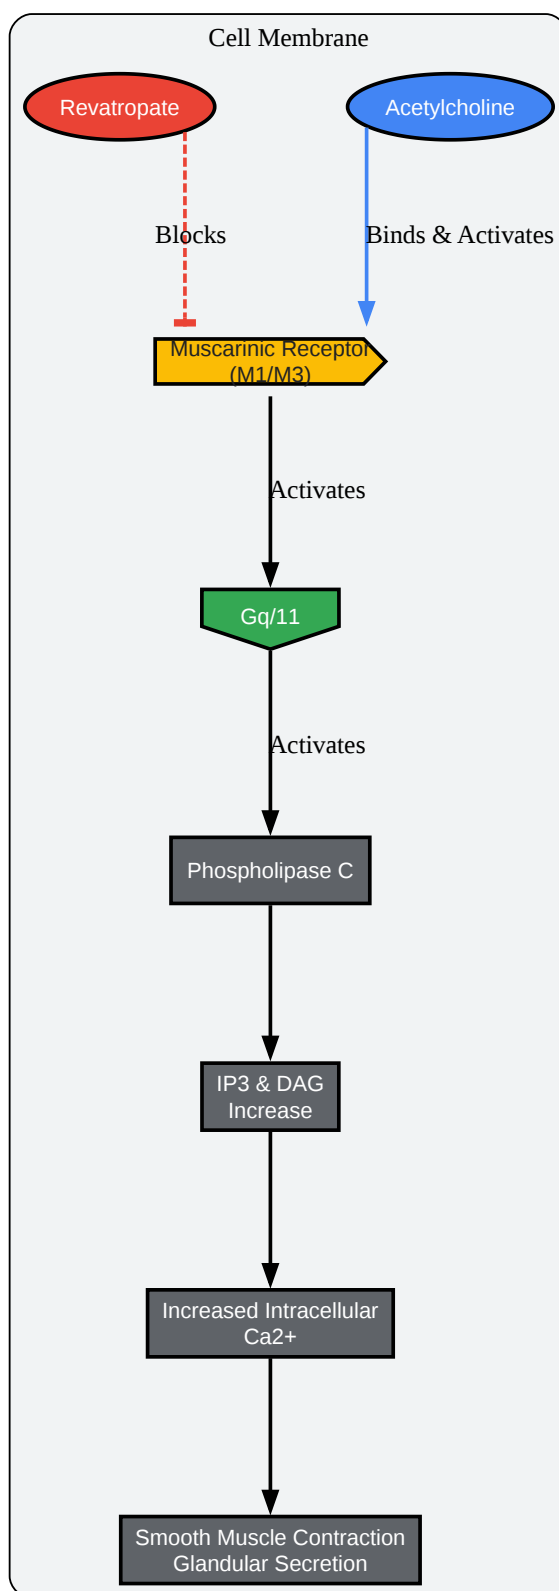 Cell Membrane
Revatropate
Acetylcholine
Blocks
Binds & Activates
Muscarinic Receptor
(M1/M3)
Activates
Gq/11
Activates
Phospholipase C
IP3 & DAG
Increase
Increased Intracellular
Ca2+
Smooth Muscle Contraction
Glandular Secretion